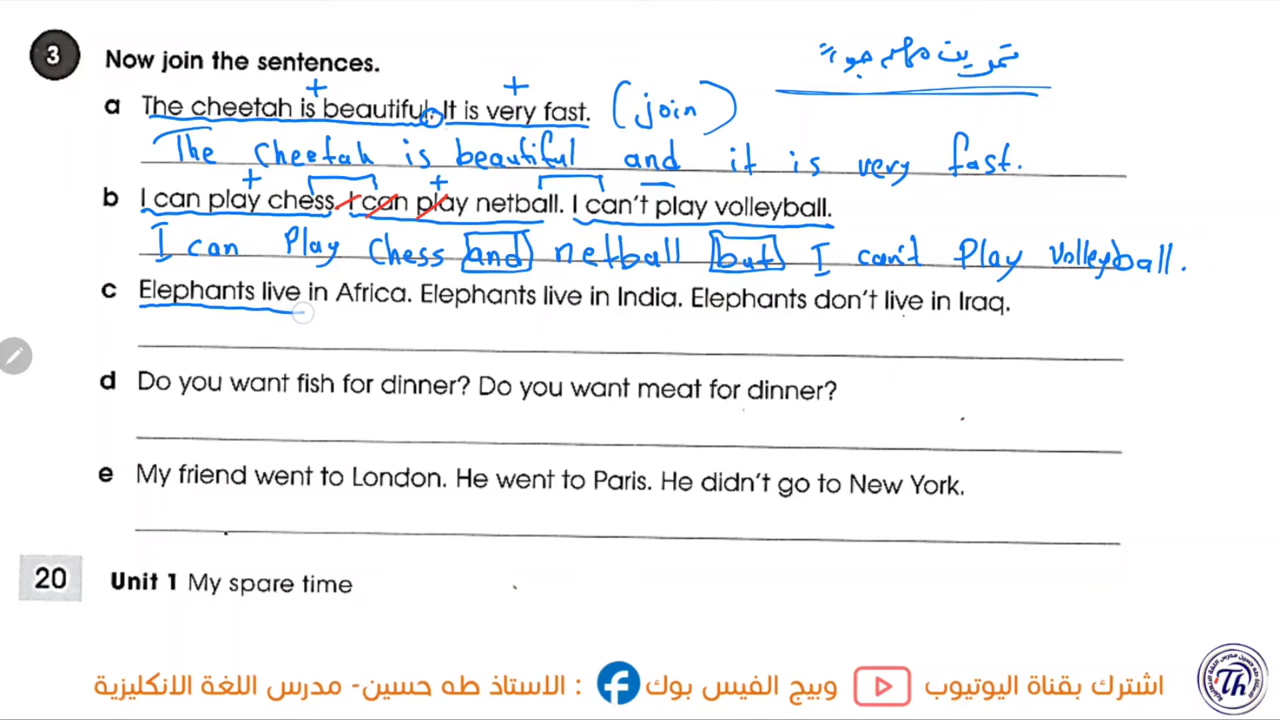 3 Now join the sentences.
تمرين مهم جداً
a The cheetah is beautiful. It is very fast. (join)
The cheetah is beautiful and it is very fast.
b I can play chess. I can play netball. I can't play volleyball.
I can Play chess and netball but I can't Play volleyball.
c Elephants live in Africa. Elephants live in India. Elephants don't live in Iraq.
d Do you want fish for dinner? Do you want meat for dinner?
e My friend went to London. He went to Paris. He didn't go to New York.
20 Unit 1 My spare time
اشترك بقناة اليوتيوب وبيج الفيس بوك : الاستاذ طه حسين- مدرس اللغة الانكليزية
Th